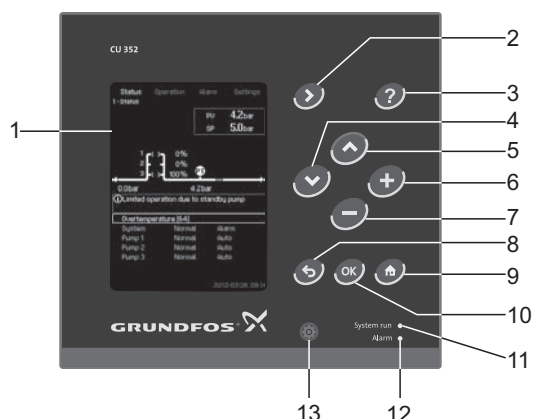 CU 352
Status Operation Alarm Settings
1 - Status
PV 4.2bar
SP 5.0bar
1 0%
2 0%
3 100%
0.0bar 4.2bar
Limited operation due to standby pump
Overtemperature [64]
System Normal Alarm
Pump 1 Normal Auto
Pump 2 Normal Auto
Pump 3 Normal Auto
GRUNDFOS
?
OK
System run
Alarm
1
2
3
4
5
6
7
8
9
10
11
12
13